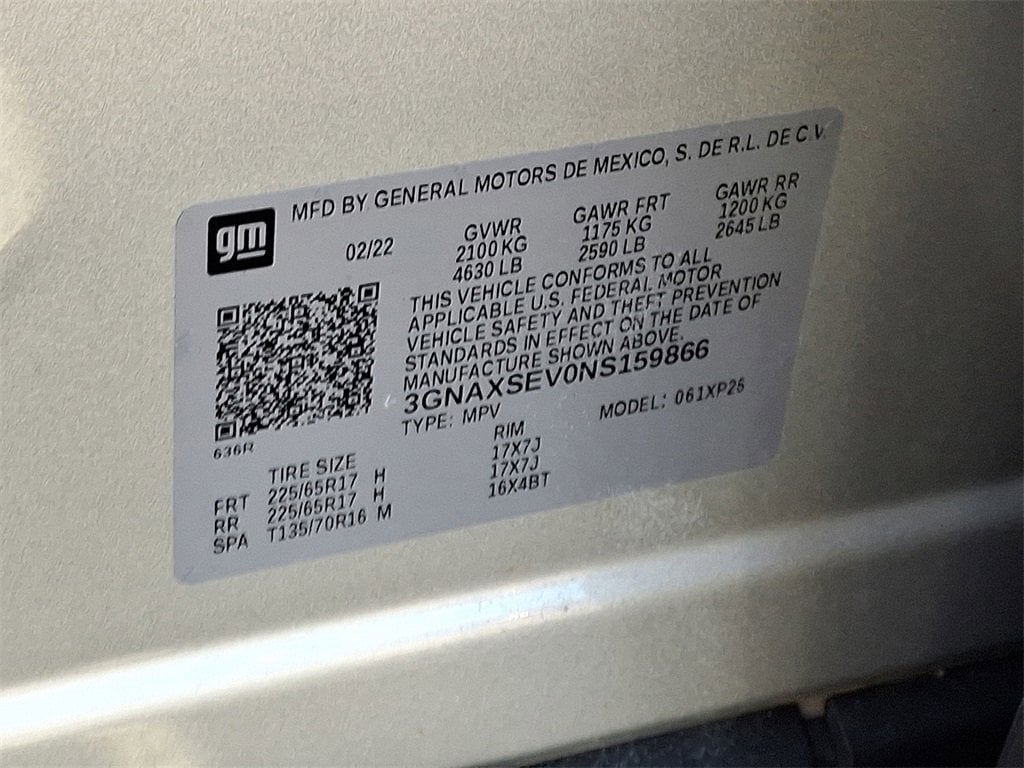 MFD BY GENERAL MOTORS DE MEXICO, S. DE R.L. DE C.V.
gm
02/22
GVWR
2100 KG
4630 LB
GAWR FRT
1175 KG
2590 LB
GAWR RR
1200 KG
2645 LB
THIS VEHICLE CONFORMS TO ALL
APPLICABLE U.S. FEDERAL MOTOR
VEHICLE SAFETY AND THEFT PREVENTION
STANDARDS IN EFFECT ON THE DATE OF
MANUFACTURE SHOWN ABOVE.
3GNAXSEV0NS159866
TYPE: MPV
MODEL: 061XP26
636R
TIRE SIZE RIM
FRT 225/65R17 H 17X7J
RR 225/65R17 H 17X7J
SPA T135/70R16 M 16X4BT